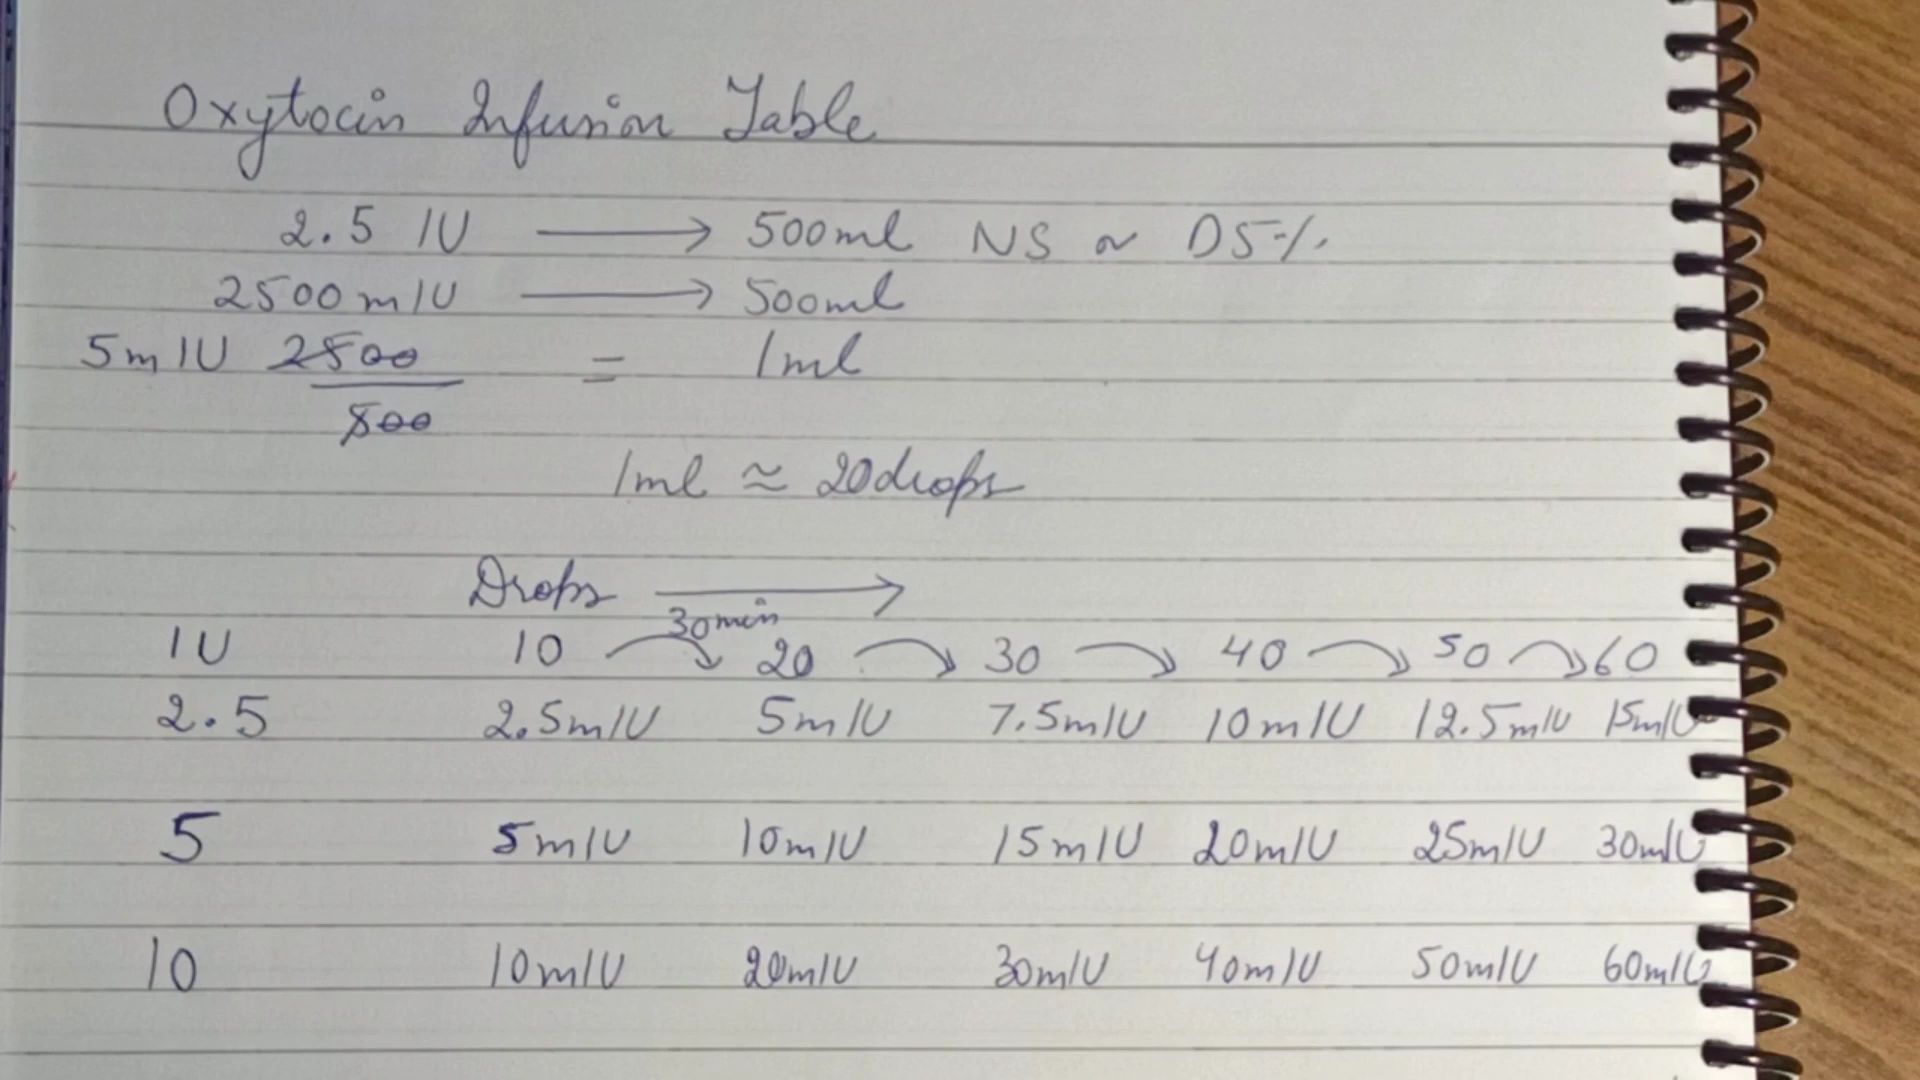 Oxytocin Infusion Table
2.5 IU → 500ml NS or D5%
2500mIU → 500ml
5mIU 2500/500 = 1ml
1ml ≈ 20drops
Drops →
30min
IU 10 20 30 40 50 60
2.5 2.5mIU 5mIU 7.5mIU 10mIU 12.5mIU 15mIU
5 5mIU 10mIU 15mIU 20mIU 25mIU 30mIU
10 10mIU 20mIU 30mIU 40mIU 50mIU 60mIU